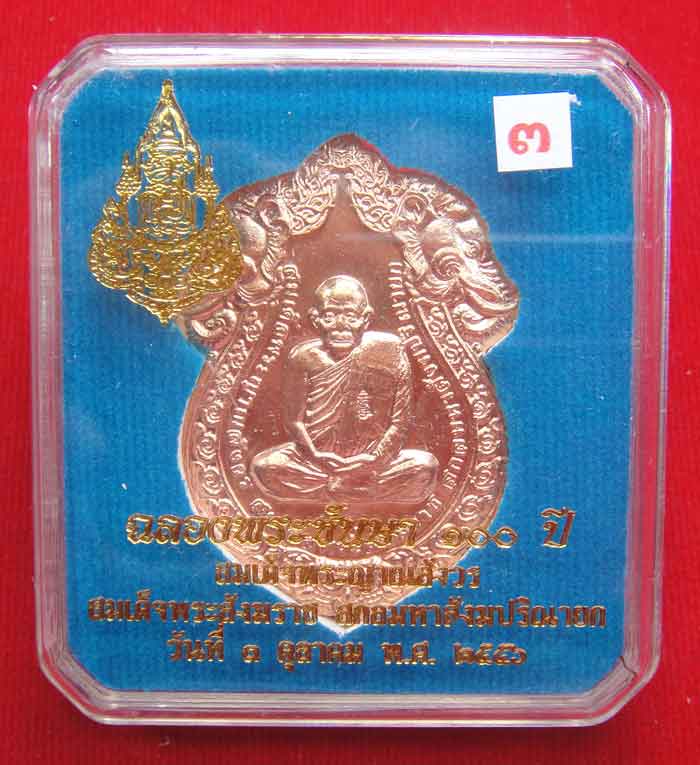 ๓
ฉลองพระชันษา ๑๐๐ ปี
สมเด็จพระญาณสังวร
สมเด็จพระสังฆราช สกลมหาสังฆปริณายก
วันที่ ๑ ตุลาคม พ.ศ. ๒๕๕๖